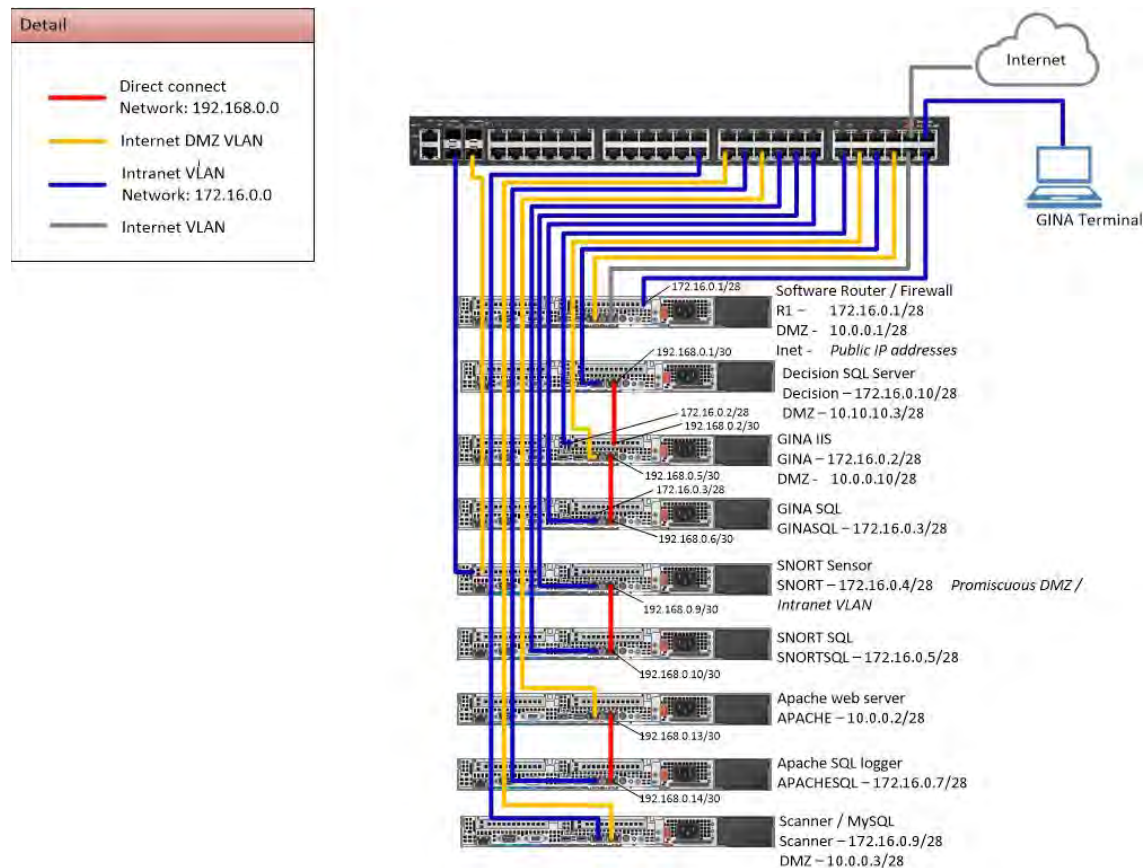 Detail
Direct connect
Network: 192.168.0.0
Internet DMZ VLAN
Intranet VLAN
Network: 172.16.0.0
Internet VLAN
Internet
GINA Terminal
172.16.0.1/28
Software Router / Firewall
R1 – 172.16.0.1/28
DMZ - 10.0.0.1/28
Inet - Public IP addresses
192.168.0.1/30
Decision SQL Server
Decision – 172.16.0.10/28
DMZ – 10.10.10.3/28
172.16.0.2/28
192.168.0.2/30
GINA IIS
GINA – 172.16.0.2/28
DMZ - 10.0.0.10/28
192.168.0.5/30
172.16.0.3/28
GINA SQL
GINASQL – 172.16.0.3/28
192.168.0.6/30
SNORT Sensor
SNORT – 172.16.0.4/28 Promiscuous DMZ /
Intranet VLAN
192.168.0.9/30
SNORT SQL
SNORTSQL – 172.16.0.5/28
192.168.0.10/30
Apache web server
APACHE – 10.0.0.2/28
192.168.0.13/30
Apache SQL logger
APACHESQL – 172.16.0.7/28
192.168.0.14/30
Scanner / MySQL
Scanner – 172.16.0.9/28
DMZ – 10.0.0.3/28